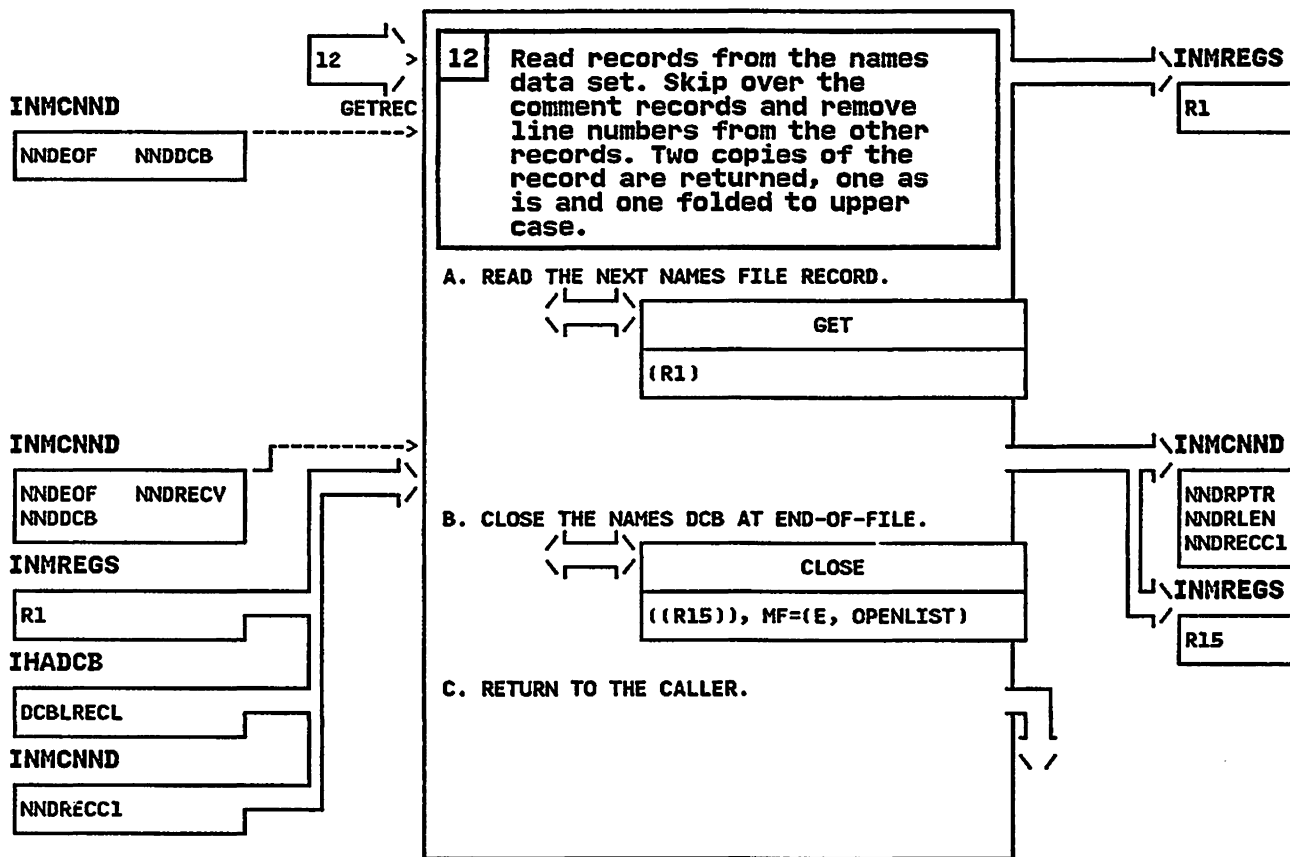 12
GETREC
INMCNND
NNDEOF NNDDCB
12 Read records from the names
data set. Skip over the
comment records and remove
line numbers from the other
records. Two copies of the
record are returned, one as
is and one folded to upper
case.
INMREGS
R1
A. READ THE NEXT NAMES FILE RECORD.
GET
(R1)
INMCNND
NNDEOF NNDRECV
NNDDCB
INMREGS
R1
IHADCB
DCBLRECL
INMCNND
NNDRECC1
B. CLOSE THE NAMES DCB AT END-OF-FILE.
CLOSE
((R15)), MF=(E, OPENLIST)
C. RETURN TO THE CALLER.
INMCNND
NNDRPTR
NNDRLEN
NNDRECC1
INMREGS
R15